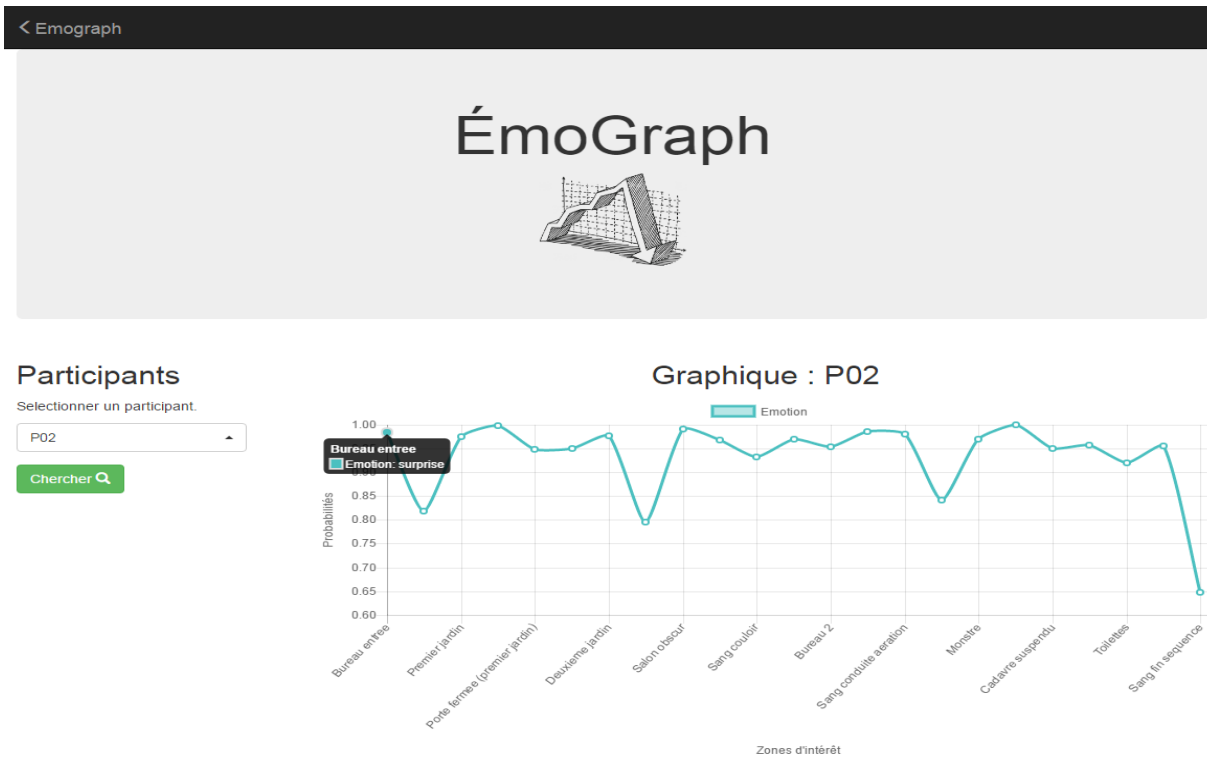 Emograph
ÉmoGraph
Participants
Selectionner un participant.
P02
Chercher
Graphique : P02
Emotion
1.00
Bureau entree
Emotion: surprise
0.85
0.80
0.75
0.70
0.65
0.60
Probabilités
Bureau entree
Premier jardin
Porte fermee (premier jardin)
Deuxieme jardin
Salon obscur
Sang couloir
Bureau 2
Sang conduite aeration
Monstre
Cadavre suspendu
Toilettes
Sang fin sequence
Zones d'intérêt